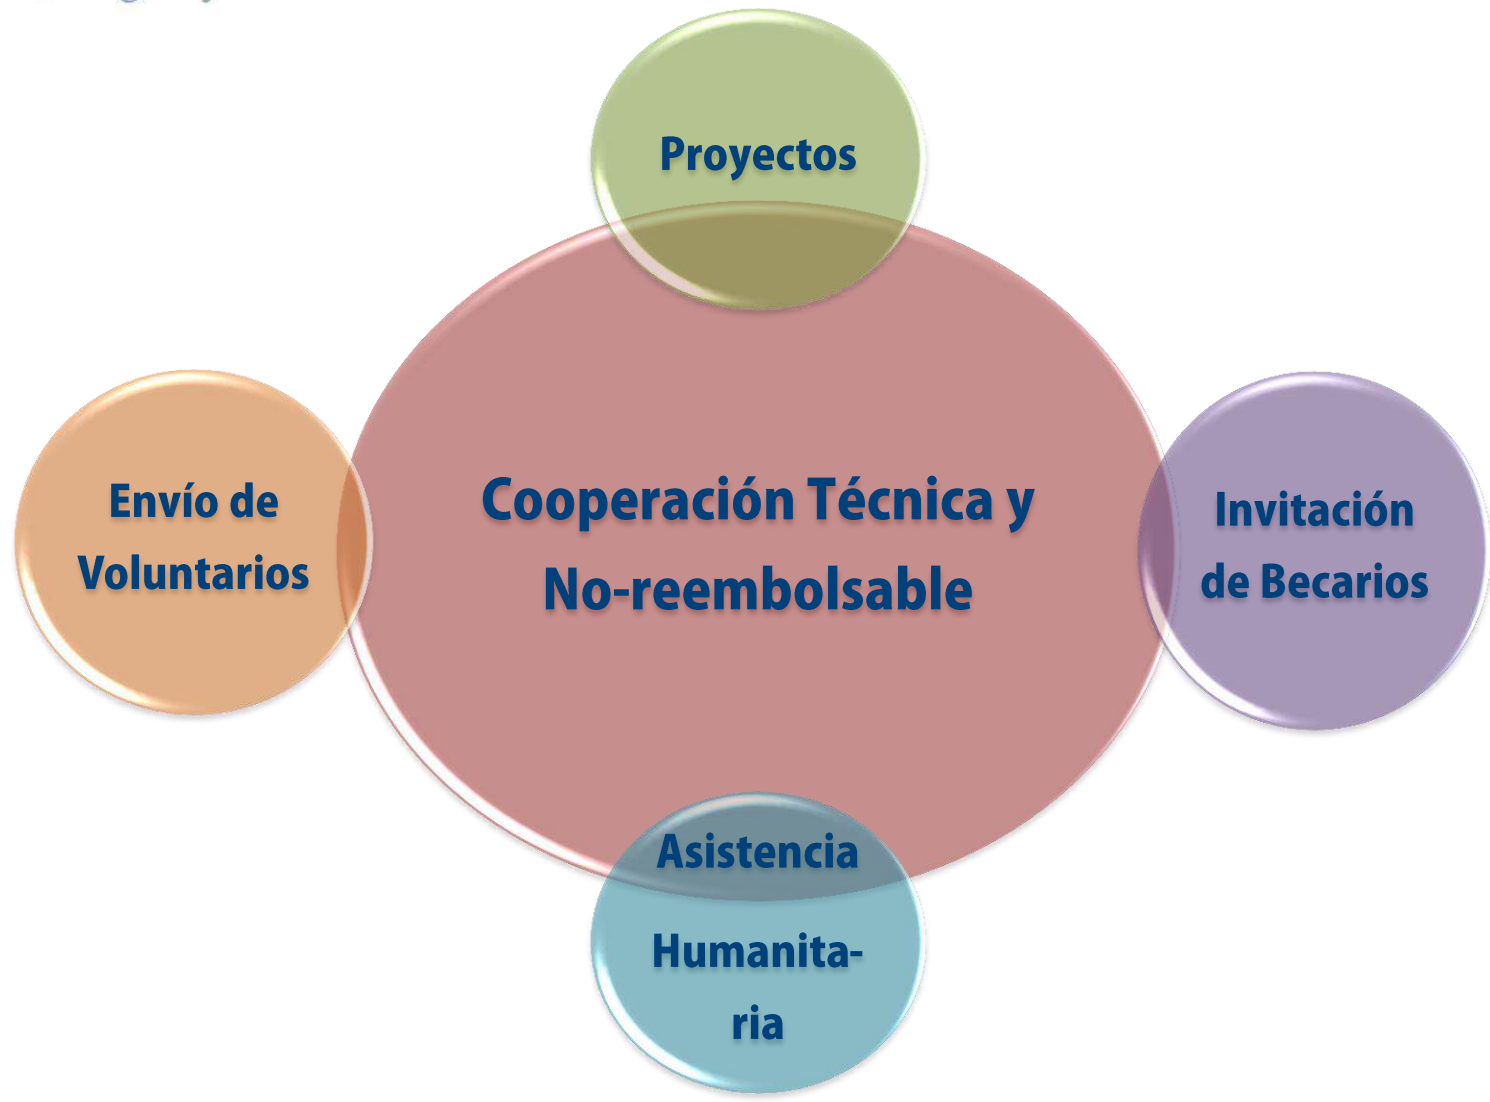 Proyectos
Envío de
Voluntarios
Cooperación Técnica y
No-reembolsable
Invitación
de Becarios
Asistencia
Humanita-
ria